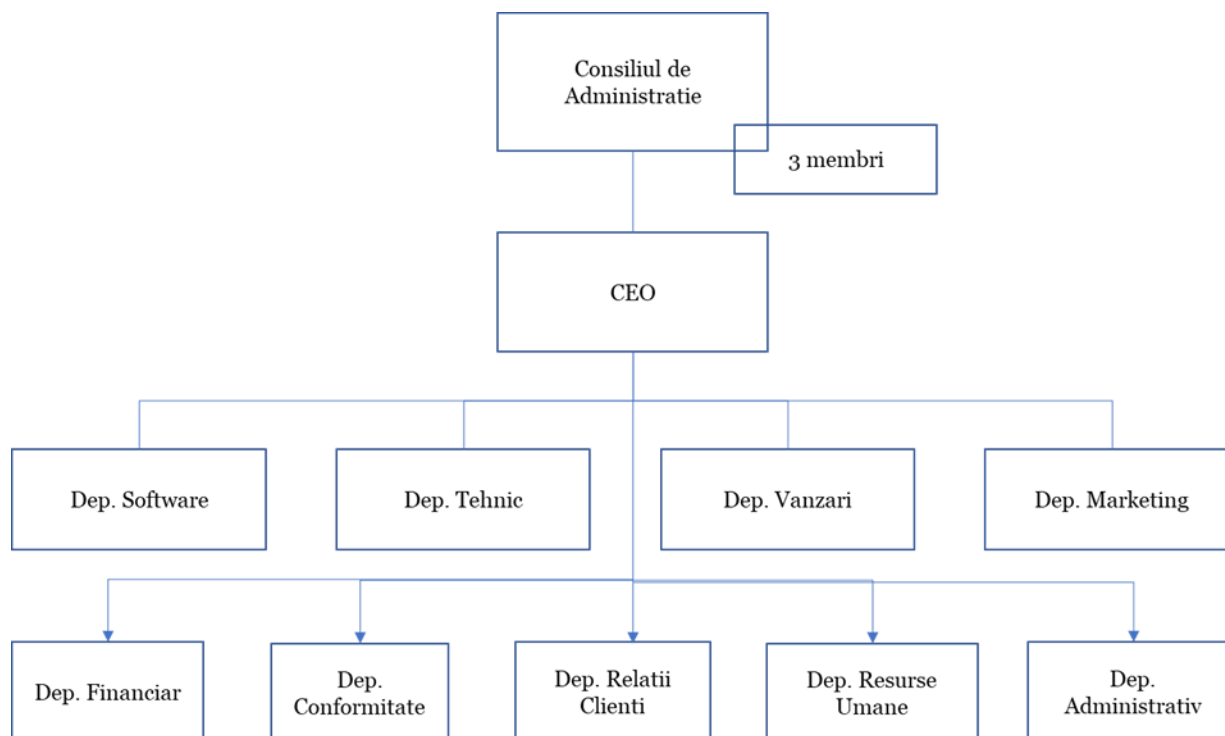 Consiliul de
Administratie
3 membri
CEO
Dep. Software
Dep. Tehnic
Dep. Vanzari
Dep. Marketing
Dep. Financiar
Dep.
Conformitate
Dep. Relatii
Clienti
Dep. Resurse
Umane
Dep.
Administrativ